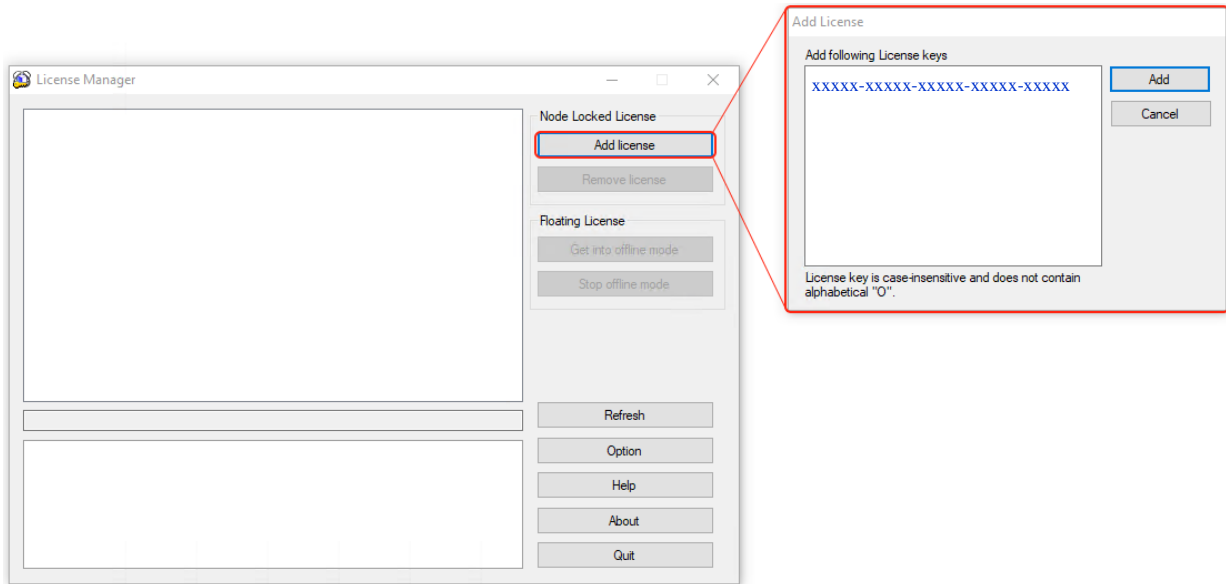 License Manager
Node Locked License
Add license
Remove license
Floating License
Get into offline mode
Stop offline mode
Refresh
Option
Help
About
Quit
Add License
Add following License keys
xxxxx-xxxxx-xxxxx-xxxxx-xxxxx
Add
Cancel
License key is case-insensitive and does not contain
alphabetical "O".